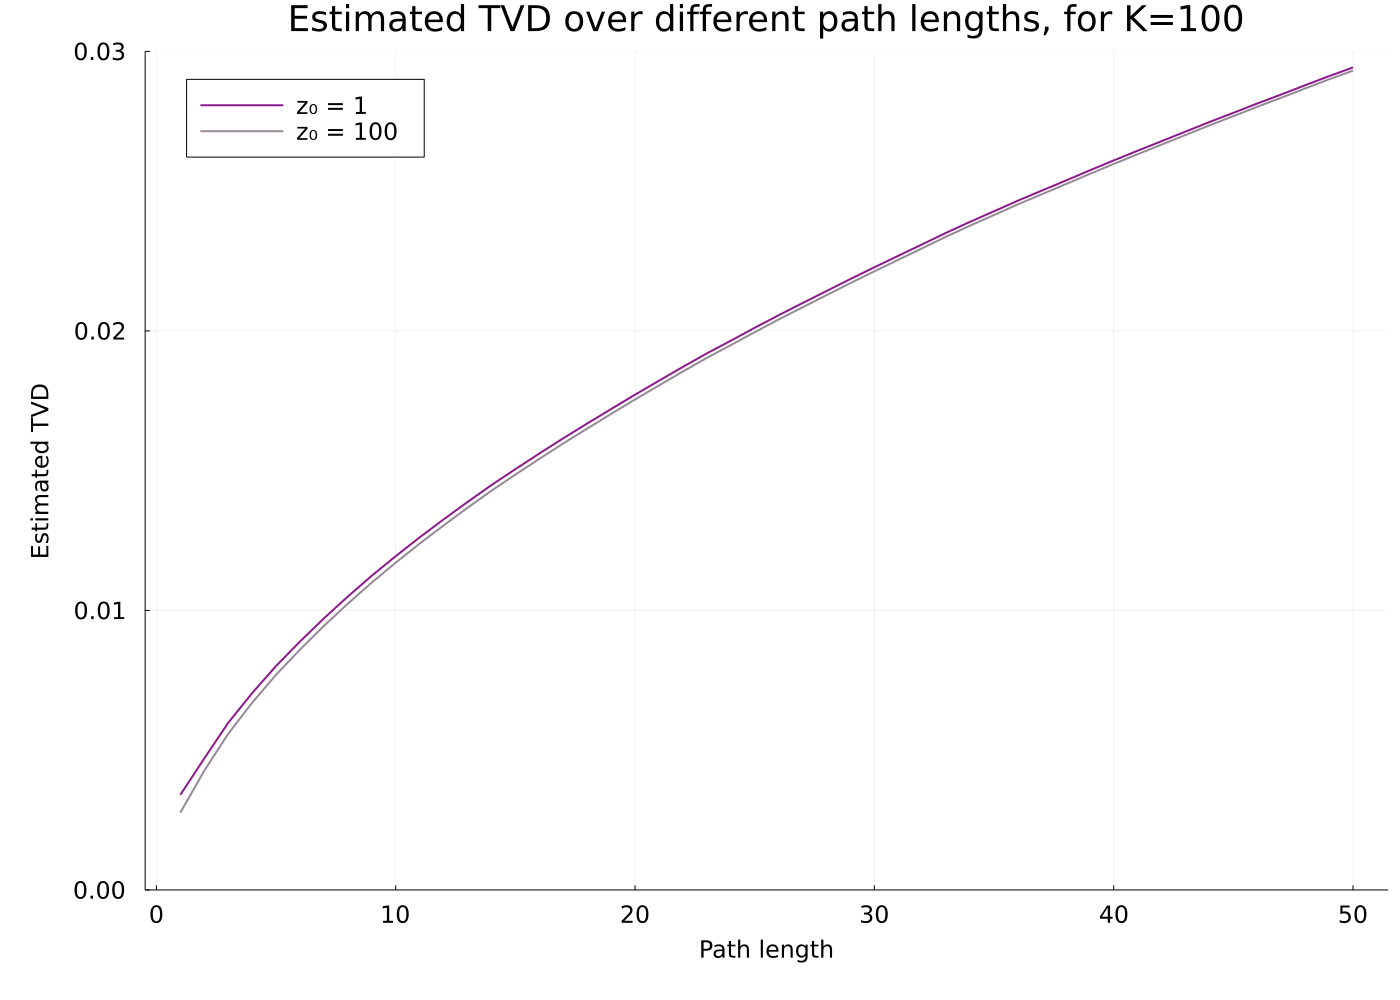 Estimated TVD over different path lengths, for K=100
0.03
z₀ = 1
z₀ = 100
0.02
Estimated TVD
0.01
0.00
0 10 20 30 40 50
Path length